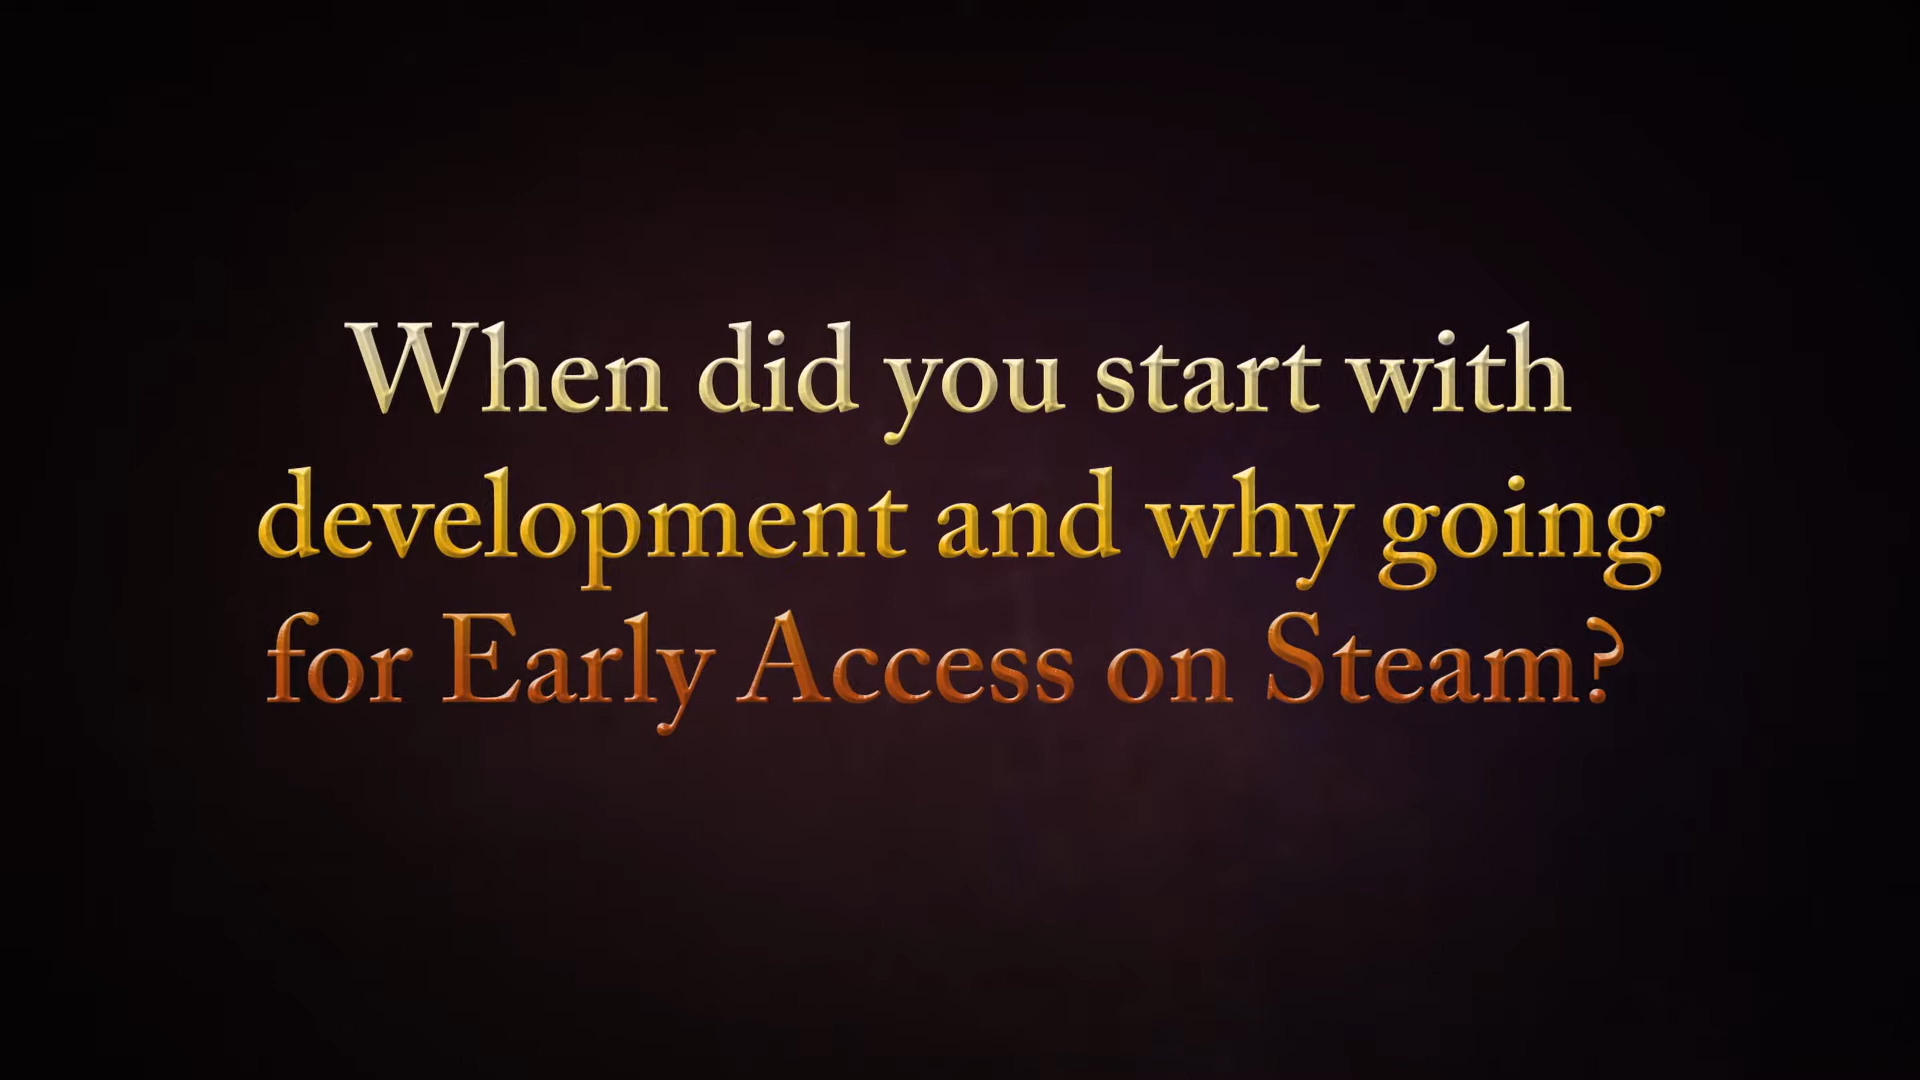 When did you start with
development and why going
for Early Access on Steam?